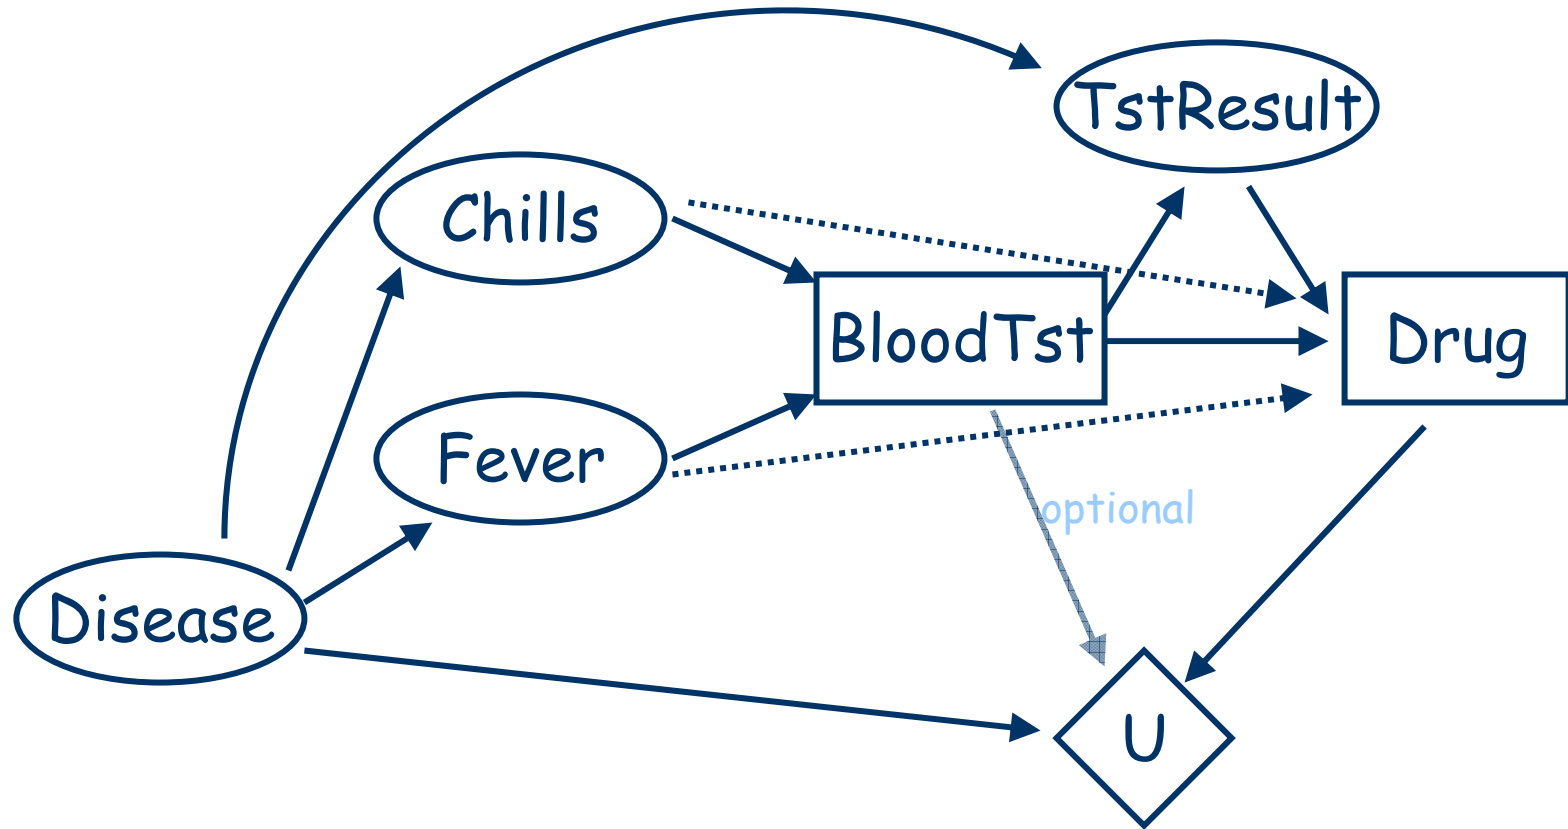 TstResult
Chills
BloodTst
Drug
Fever
optional
Disease
U